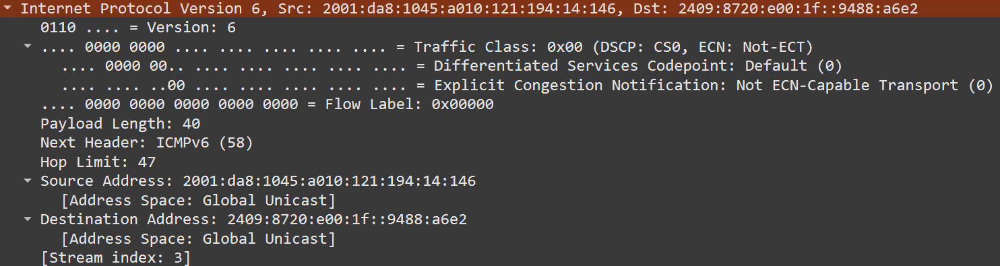 Internet Protocol Version 6, Src: 2001:da8:1045:a010:121:194:14:146, Dst: 2409:8720:e00:1f::9488:a6e2
0110 .... = Version: 6
.... 0000 0000 .... .... .... .... .... = Traffic Class: 0x00 (DSCP: CS0, ECN: Not-ECT)
.... 0000 00.. .... .... .... .... .... = Differentiated Services Codepoint: Default (0)
.... .... ..00 .... .... .... .... .... = Explicit Congestion Notification: Not ECN-Capable Transport (0)
.... 0000 0000 0000 0000 0000 = Flow Label: 0x00000
Payload Length: 40
Next Header: ICMPv6 (58)
Hop Limit: 47
Source Address: 2001:da8:1045:a010:121:194:14:146
[Address Space: Global Unicast]
Destination Address: 2409:8720:e00:1f::9488:a6e2
[Address Space: Global Unicast]
[Stream index: 3]